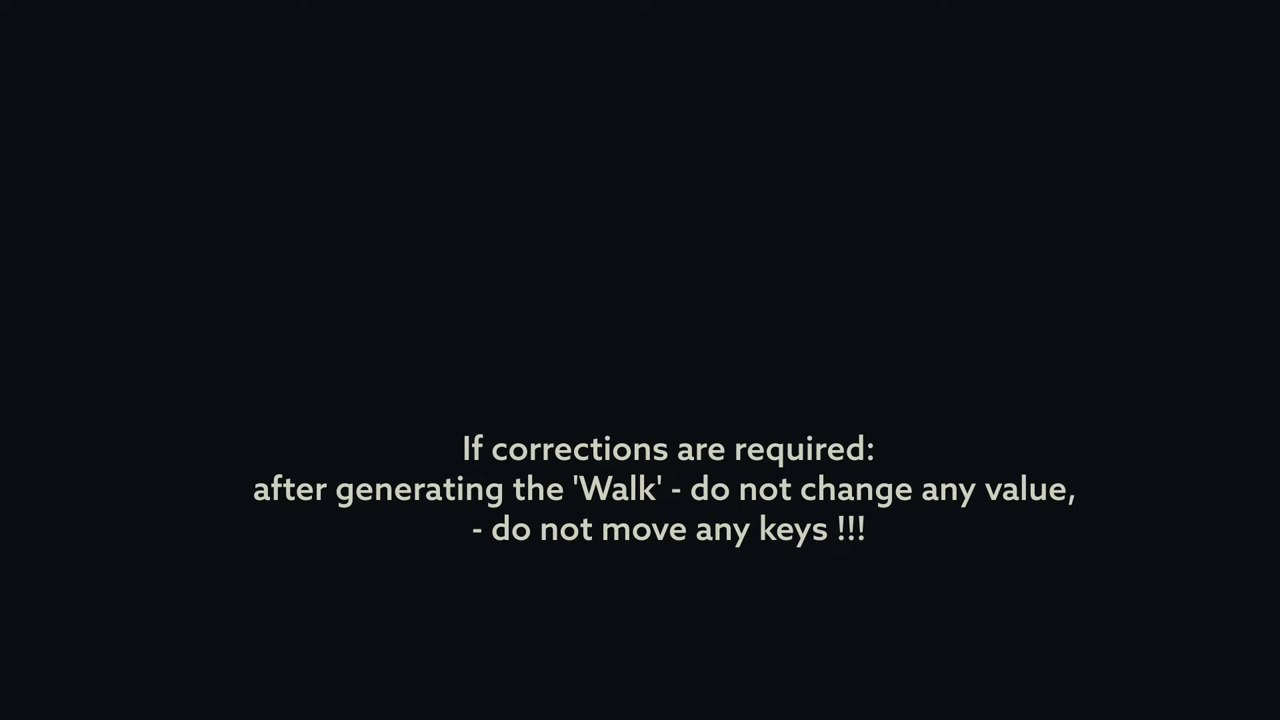 If corrections are required:
after generating the 'Walk' - do not change any value,
- do not move any keys !!!